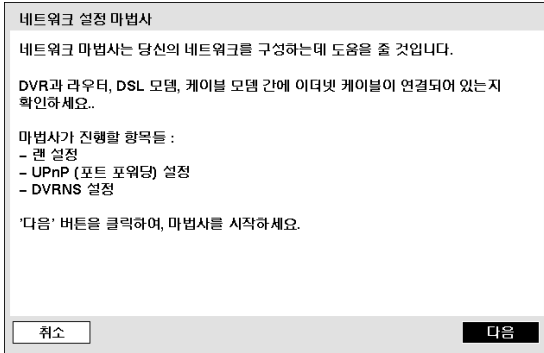 네트워크 설정 마법사
네트워크 마법사는 당신의 네트워크를 구성하는데 도움을 줄 것입니다.
DVR과 라우터, DSL 모뎀, 케이블 모뎀 간에 이더넷 케이블이 연결되어 있는지
확인하세요..
마법사가 진행할 항목들 :
– 랜 설정
– UPnP (포트 포워딩) 설정
– DVRNS 설정
'다음' 버튼을 클릭하여, 마법사를 시작하세요.
취소
다음